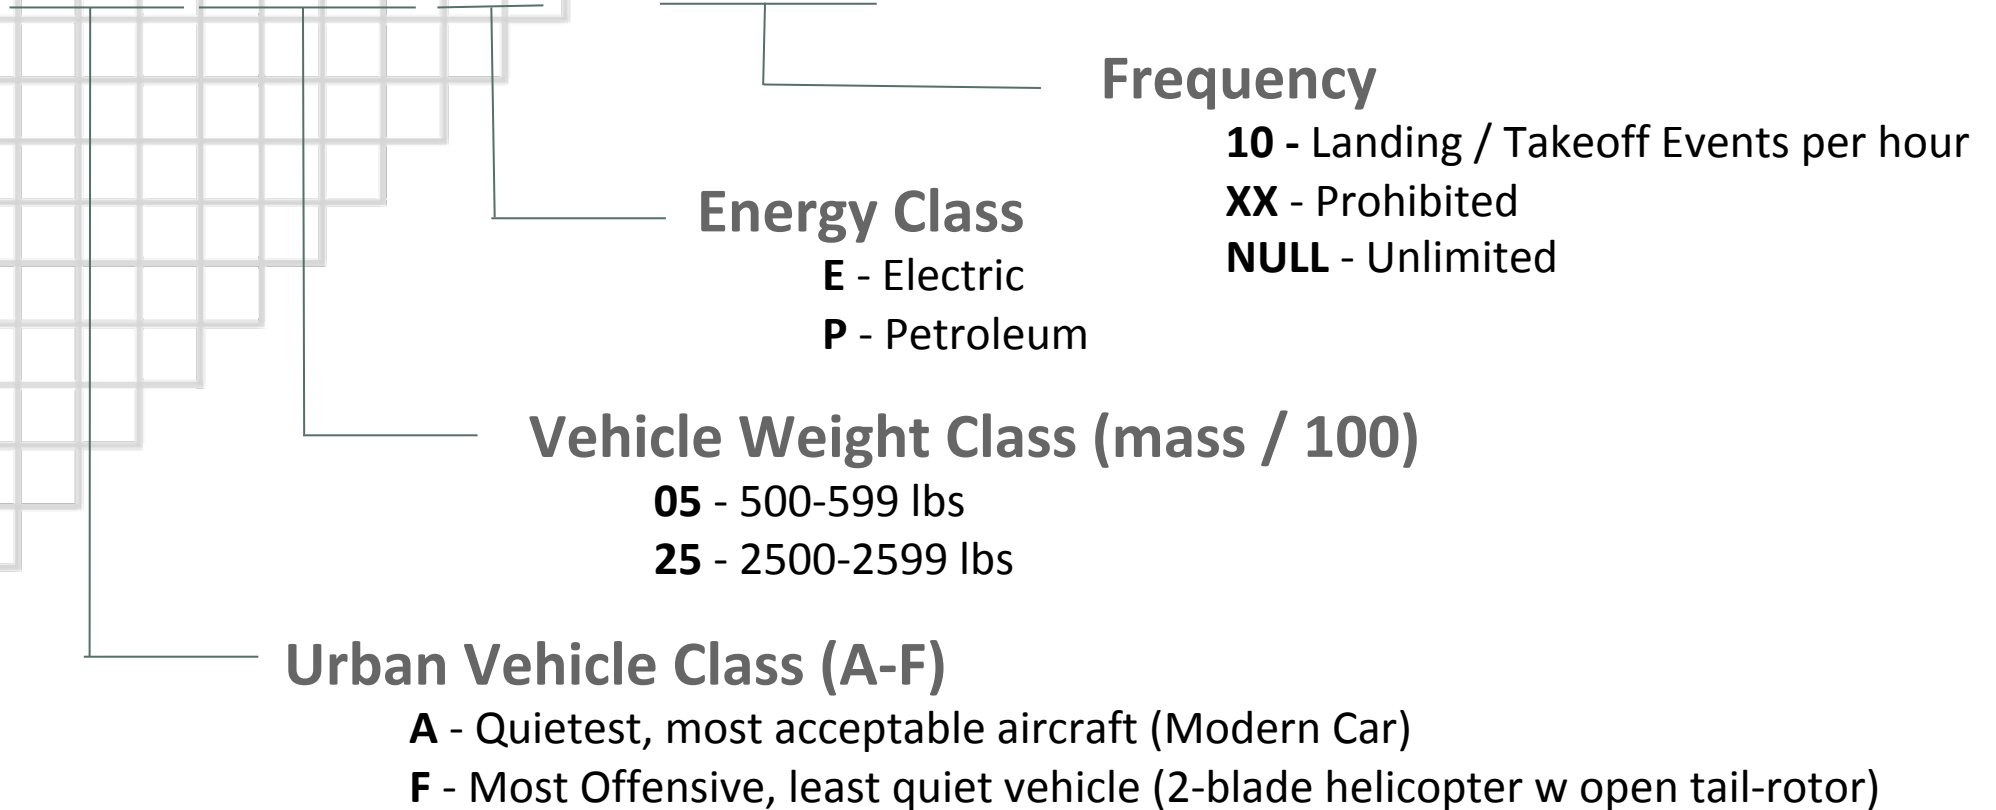 Frequency
10 - Landing / Takeoff Events per hour
XX - Prohibited
NULL - Unlimited
Energy Class
E - Electric
P - Petroleum
Vehicle Weight Class (mass / 100)
05 - 500-599 lbs
25 - 2500-2599 lbs
Urban Vehicle Class (A-F)
A - Quietest, most acceptable aircraft (Modern Car)
F - Most Offensive, least quiet vehicle (2-blade helicopter w open tail-rotor)